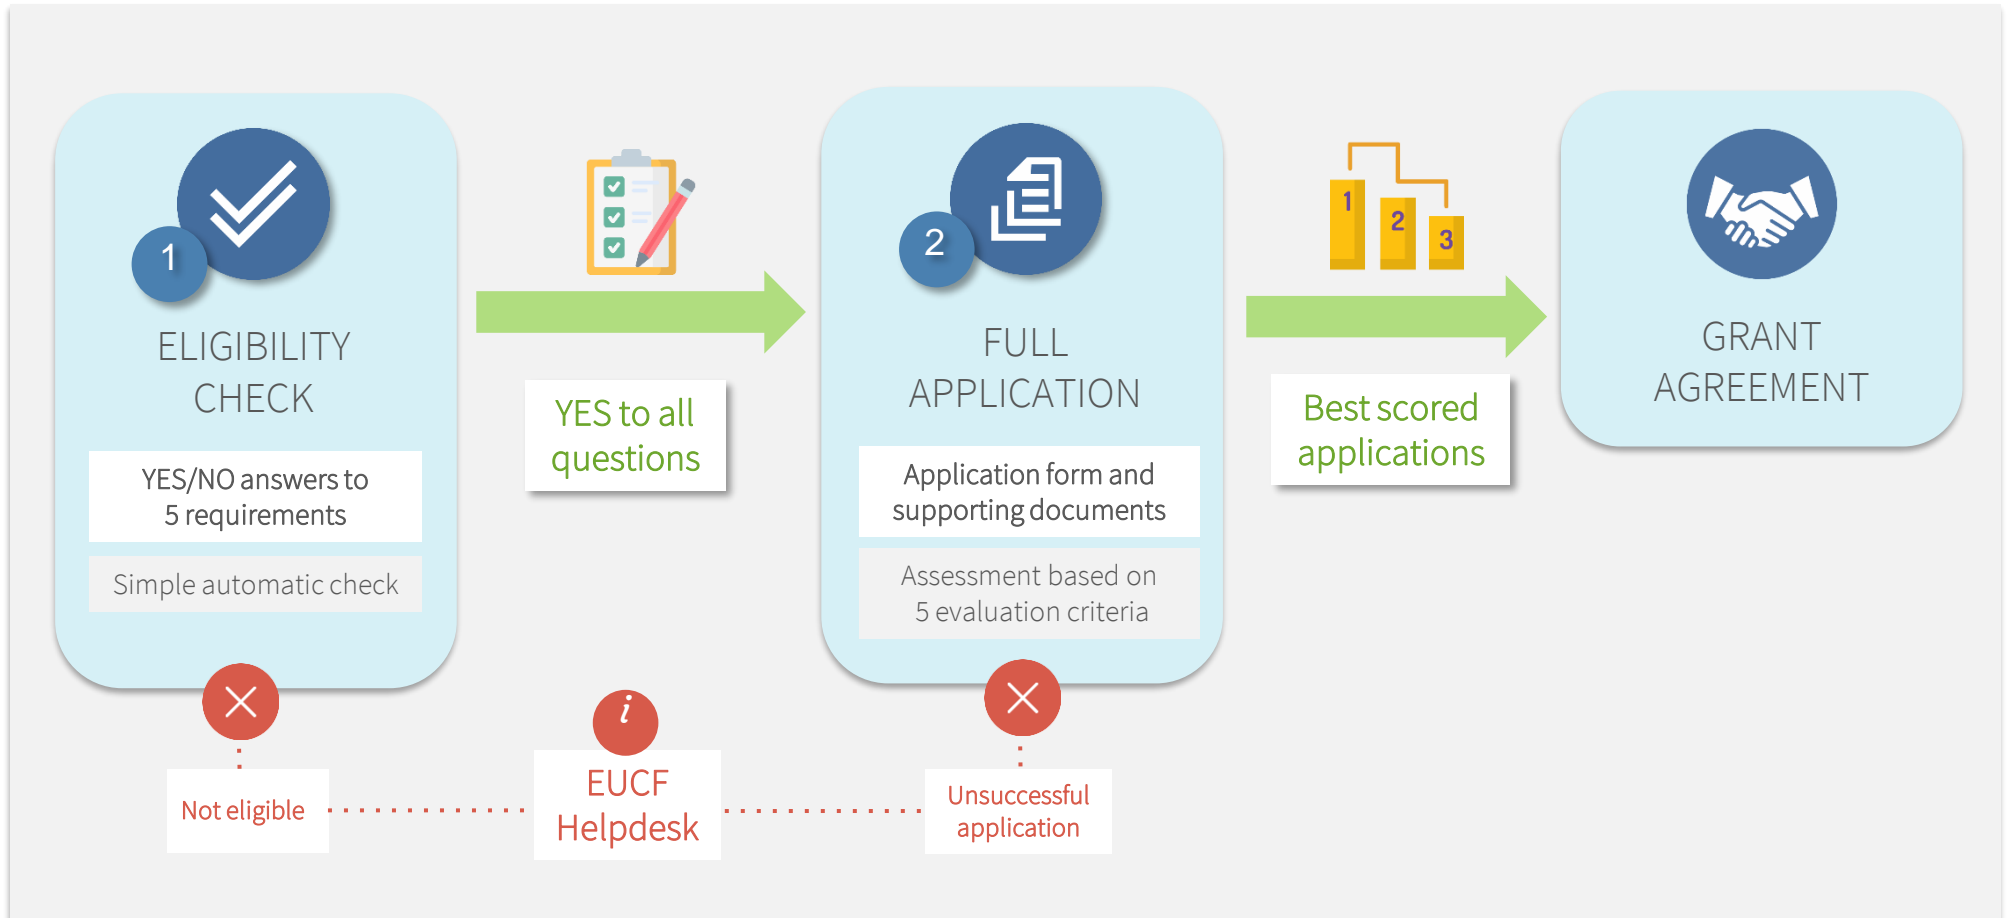 1
ELIGIBILITY
CHECK
YES/NO answers to
5 requirements
Simple automatic check
YES to all
questions
2
FULL
APPLICATION
Application form and
supporting documents
Assessment based on
5 evaluation criteria
1
2
3
Best scored
applications
GRANT
AGREEMENT
Not eligible
i
EUCF
Helpdesk
Unsuccessful
application